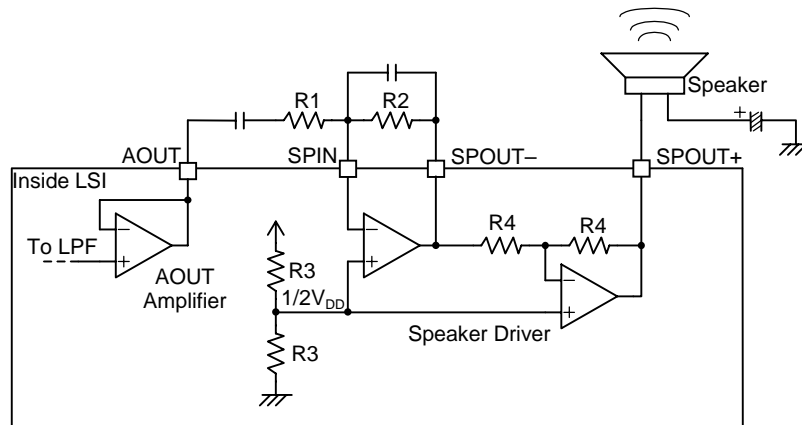 Speaker
+
R1
R2
AOUT
SPIN
SPOUT–
SPOUT+
Inside LSI
R4
R4
–
+
To LPF
AOUT
Amplifier
–
+
R3
1/2VDD
R3
–
+
Speaker Driver